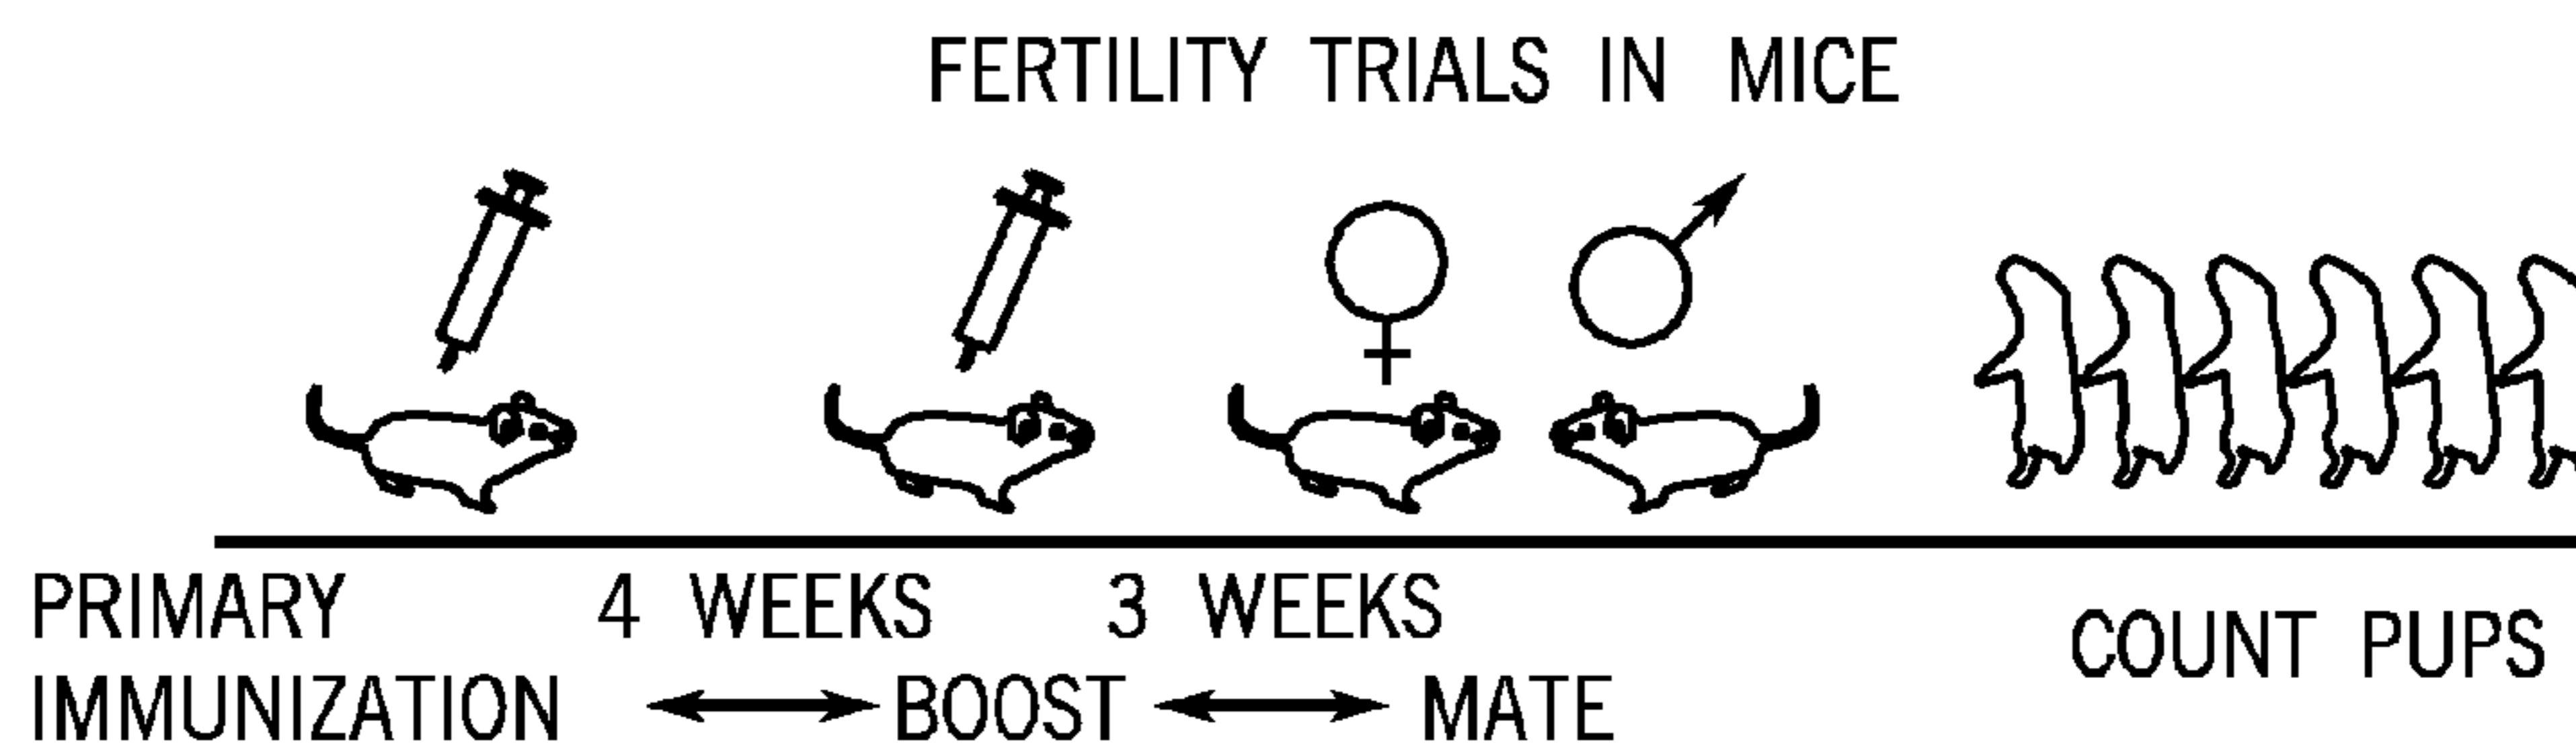 FERTILITY TRIALS IN MICE
PRIMARY 4 WEEKS 3 WEEKS
IMMUNIZATION BOOST MATE
COUNT PUPS